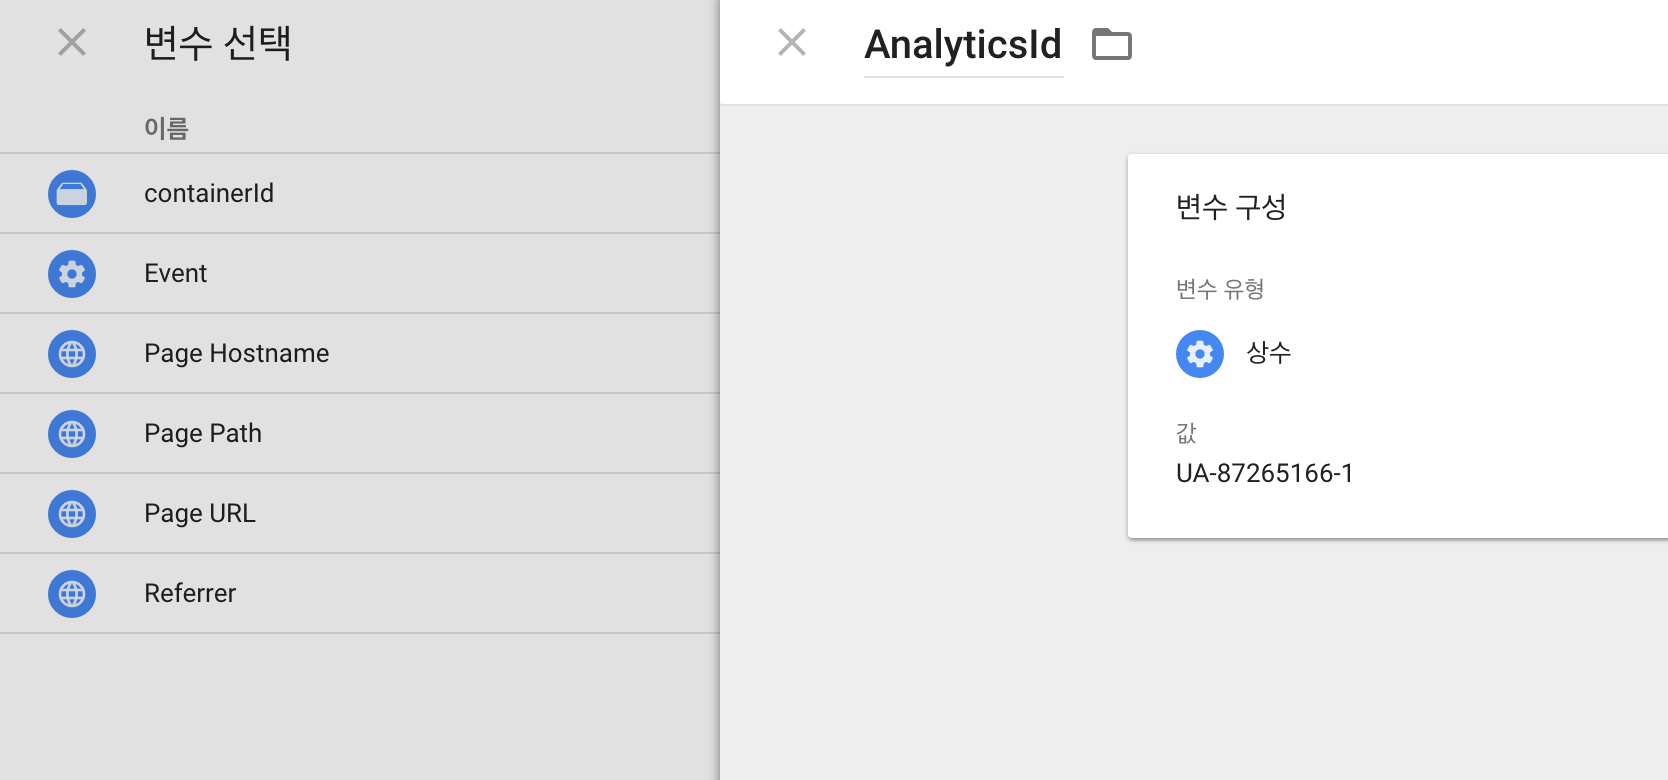 변수 선택
이름
containerId
Event
Page Hostname
Page Path
Page URL
Referrer
AnalyticsId
변수 구성
변수 유형
상수
값
UA-87265166-1